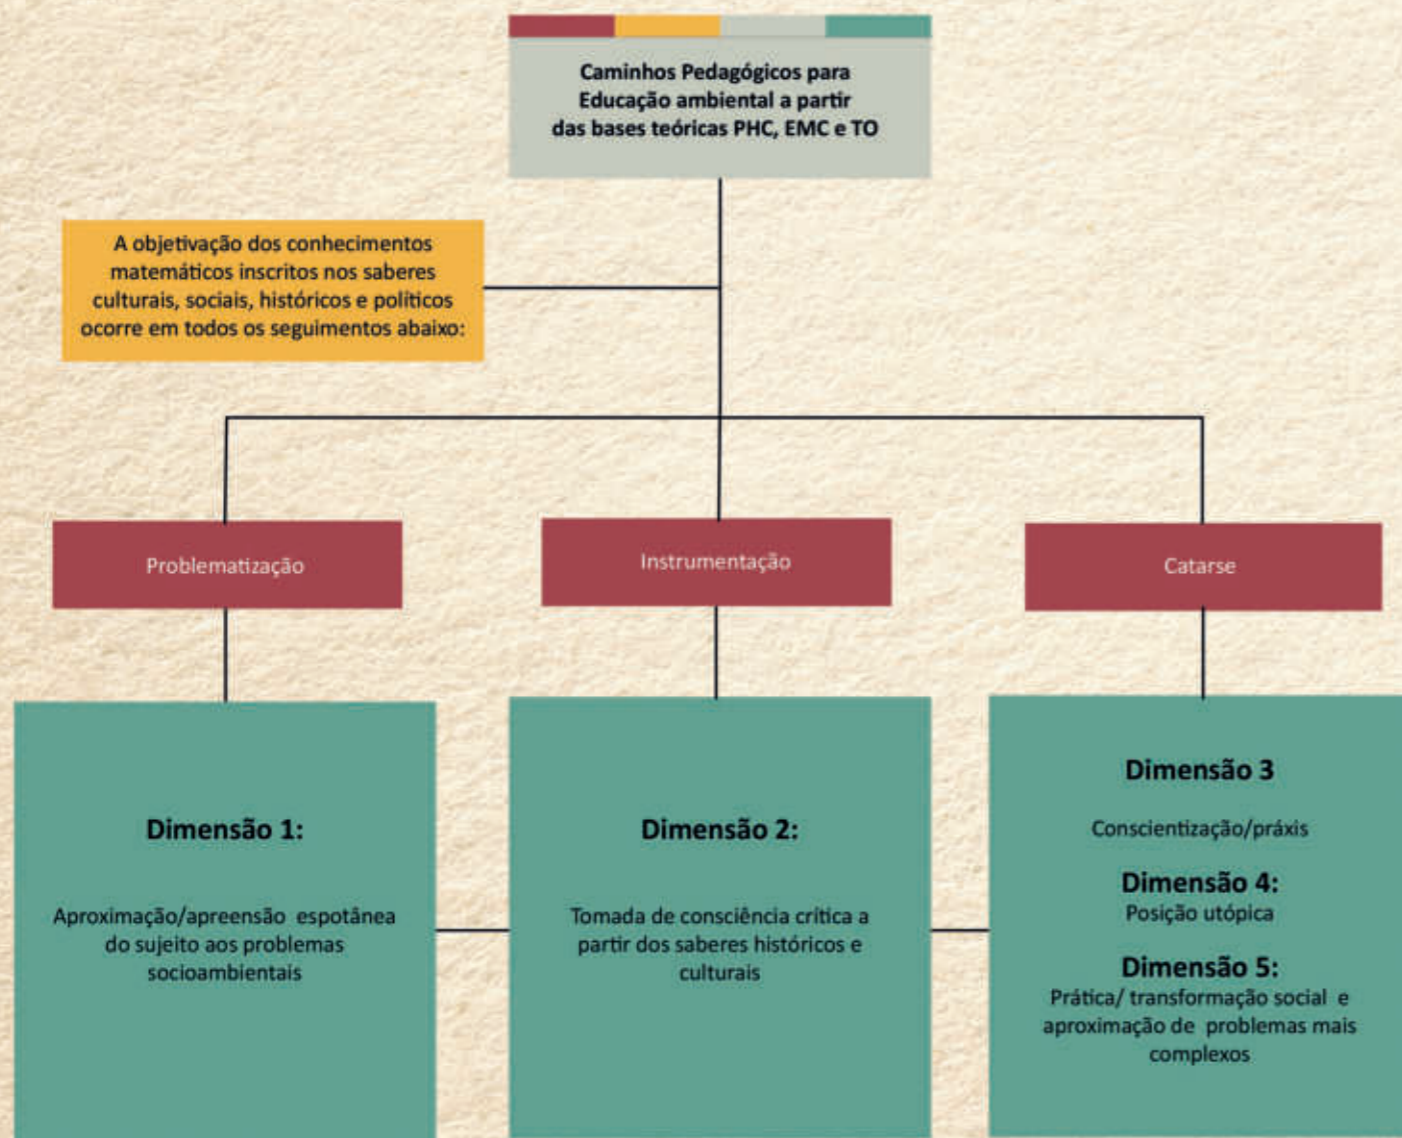 Caminhos Pedagógicos para
Educação ambiental a partir
das bases teóricas PHC, EMC e TO
A objetivação dos conhecimentos
matemáticos inscritos nos saberes
culturais, sociais, históricos e políticos
ocorre em todos os seguimentos abaixo:
Problematização
Instrumentação
Catarse
Dimensão 1:
Aproximação/apreensão espotânea
do sujeito aos problemas
socioambientais
Dimensão 2:
Tomada de consciência crítica a
partir dos saberes históricos e
culturais
Dimensão 3
Conscientização/práxis
Dimensão 4:
Posição utópica
Dimensão 5:
Prática/ transformação social e
aproximação de problemas mais
complexos